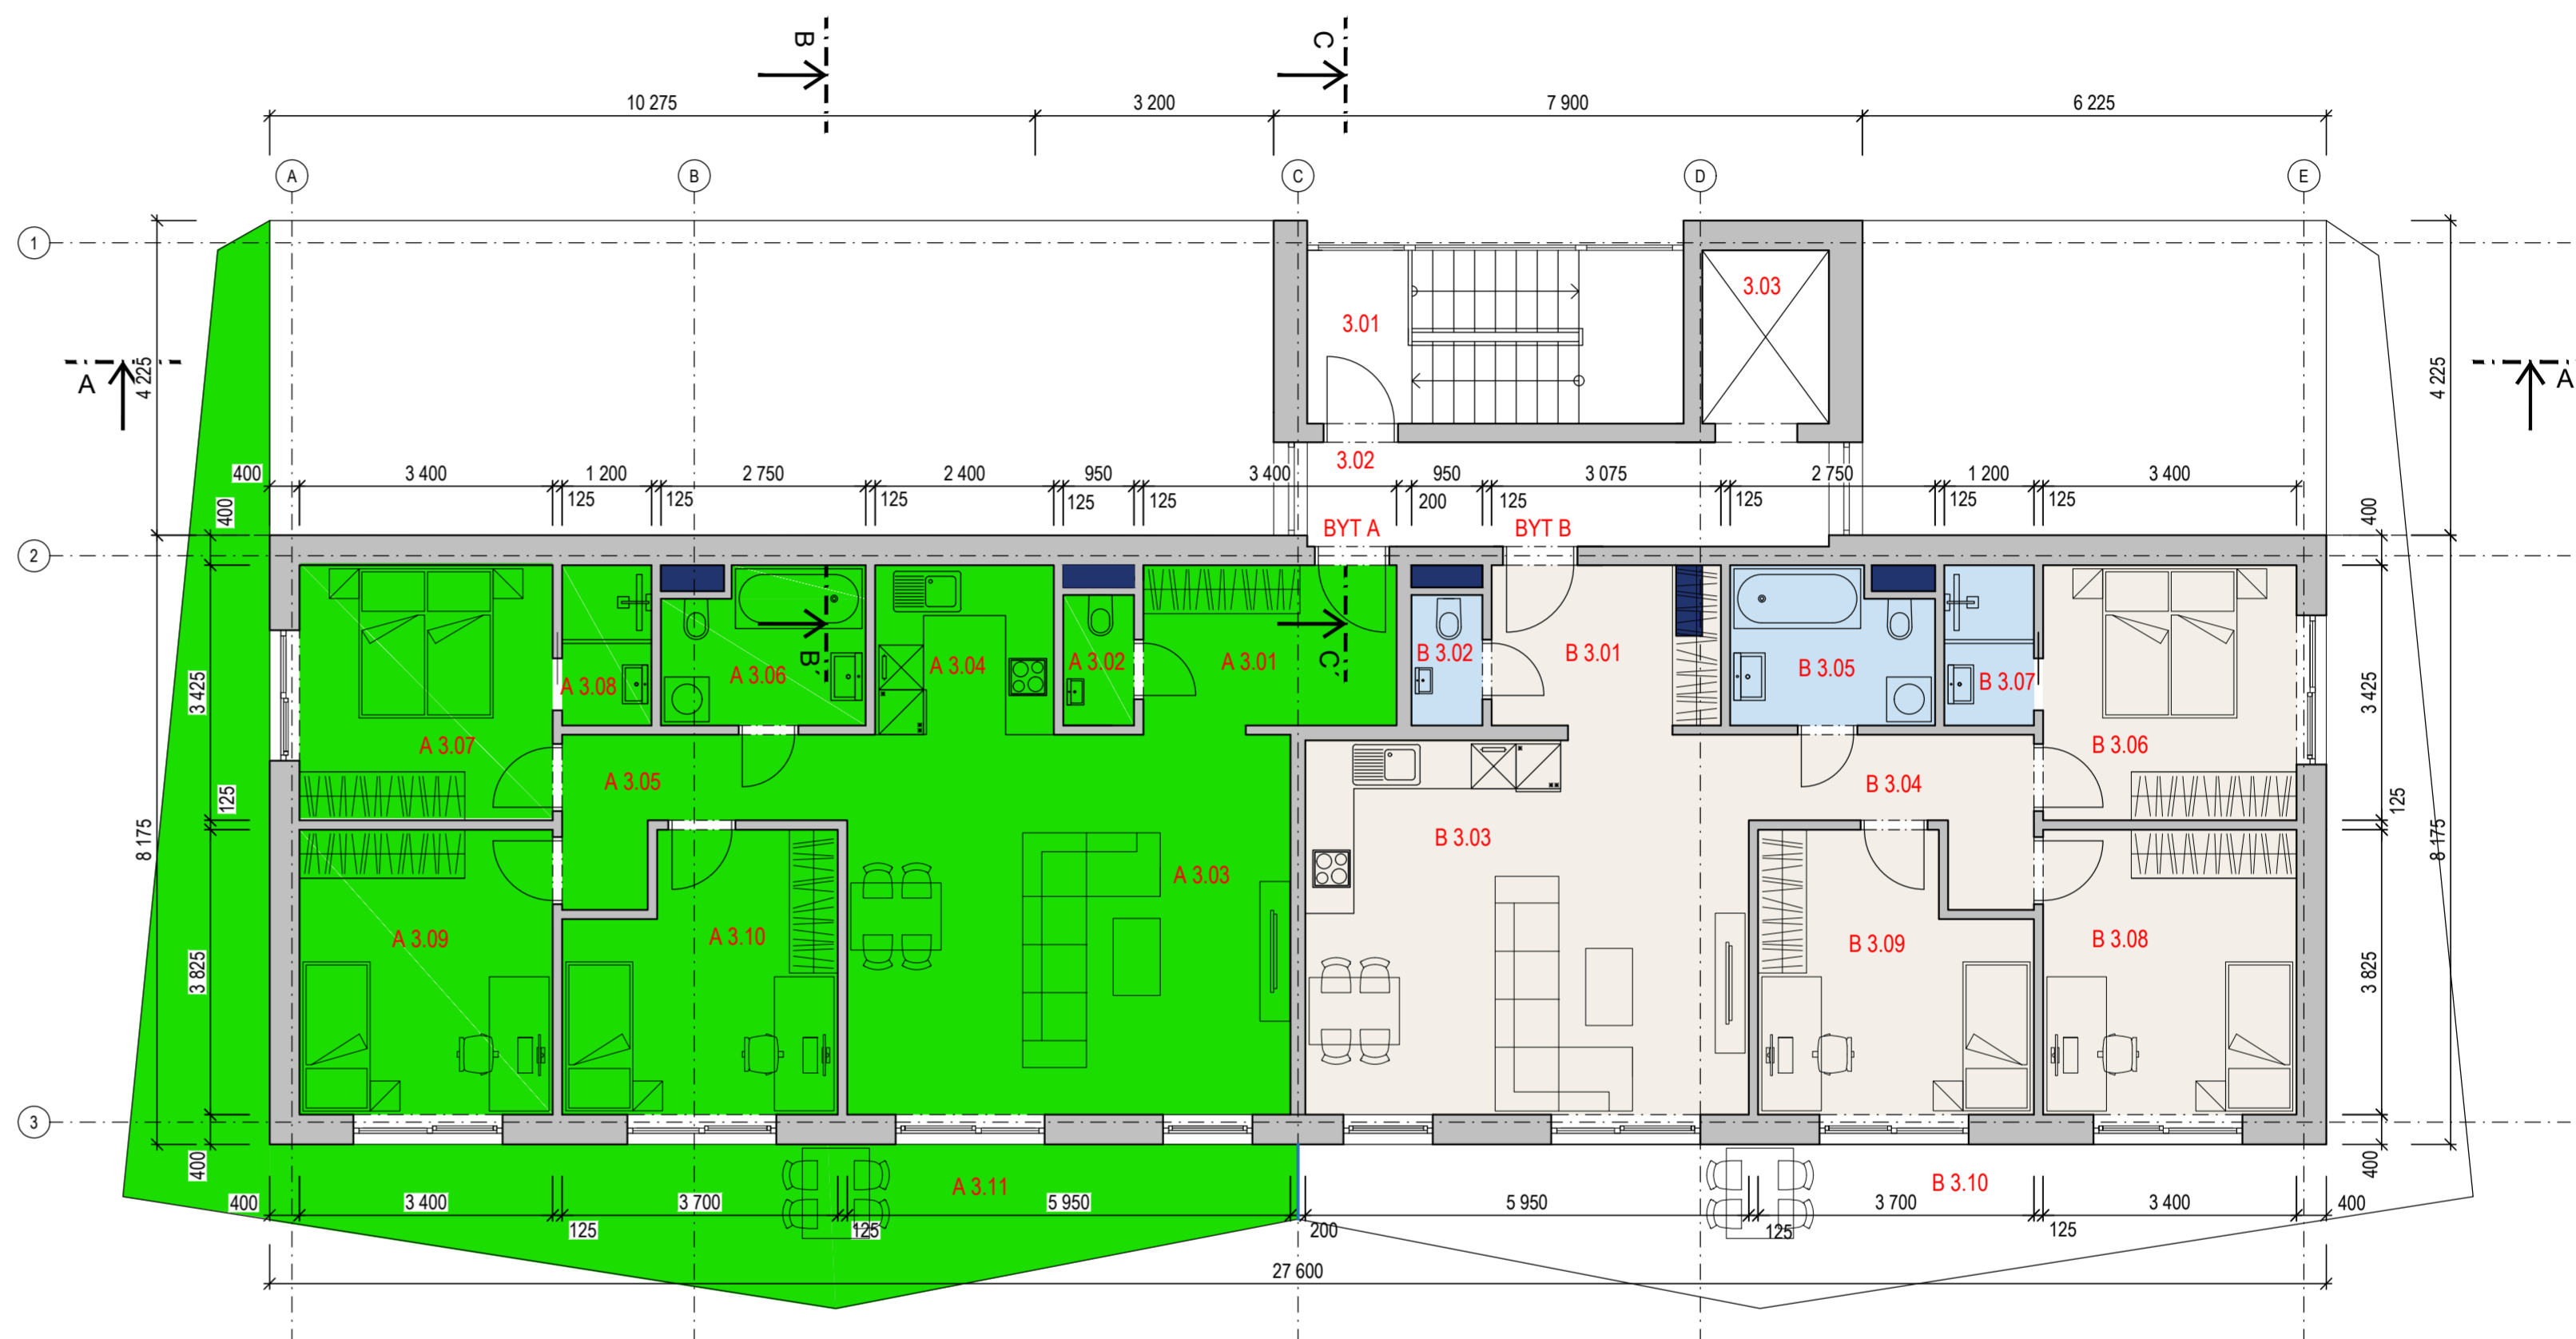 B
C
10 275
3 200
7 900
6 225
A
B
C
D
E
1
3.03
3.01
A
4 225
4 225
A
3.02
400
3 400
1 200
2 750
2 400
950
3 400
950
3 075
2 750
1 200
3 400
125
125
125
125
125
200
125
125
125
125
400
400
BYT A
BYT B
2
A 3.08
A 3.06
B'
A 3.04
A 3.02
A 3.01
C'
B 3.02
B 3.01
B 3.05
B 3.07
3 425
3 425
A 3.07
B 3.06
A 3.05
B 3.04
125
125
8 175
8 175
B 3.03
A 3.03
A 3.09
A 3.10
B 3.09
B 3.08
3 825
3 825
3
400
400
A 3.11
B 3.10
400
3 400
3 700
5 950
5 950
3 700
3 400
400
125
125
200
125
125
27 600